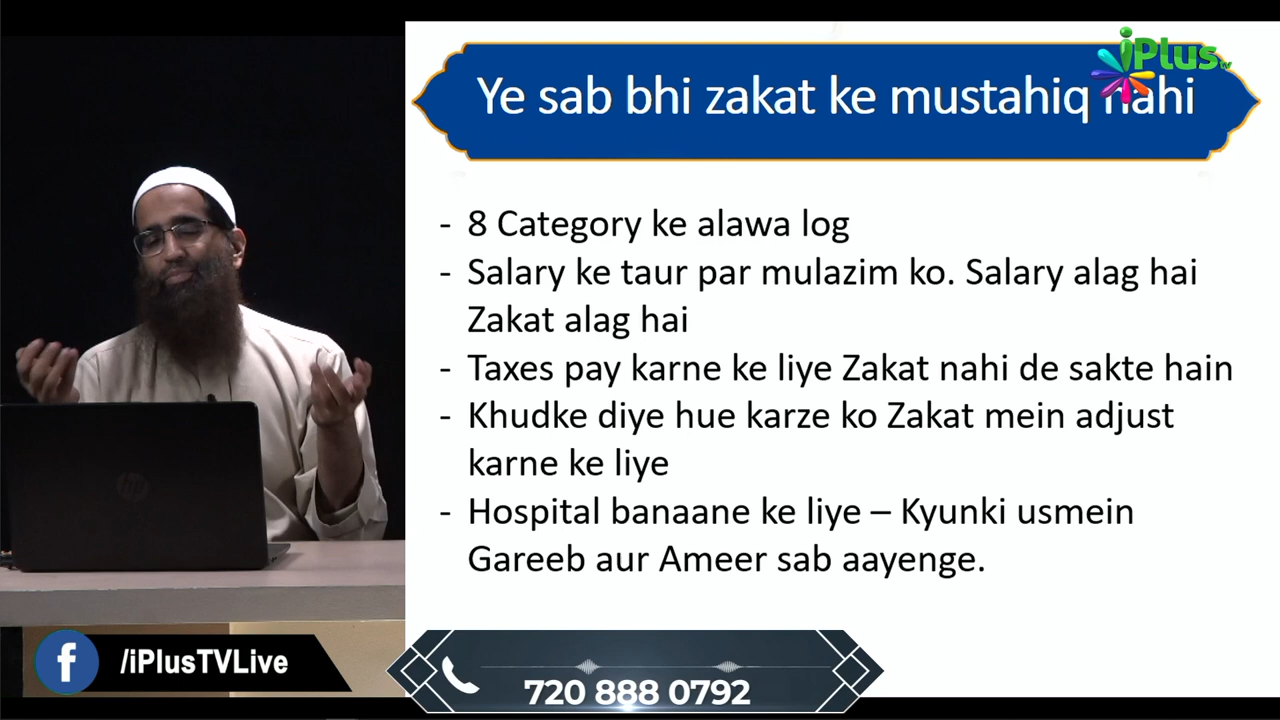 iPlus tv
Ye sab bhi zakat ke mustahiq nahi
- 8 Category ke alawa log
- Salary ke taur par mulazim ko. Salary alag hai
Zakat alag hai
- Taxes pay karne ke liye Zakat nahi de sakte hain
- Khudke diye hue karze ko Zakat mein adjust
karne ke liye
- Hospital banaane ke liye – Kyunki usmein
Gareeb aur Ameer sab aayenge.
hp
f /iPlusTVLive
720 888 0792